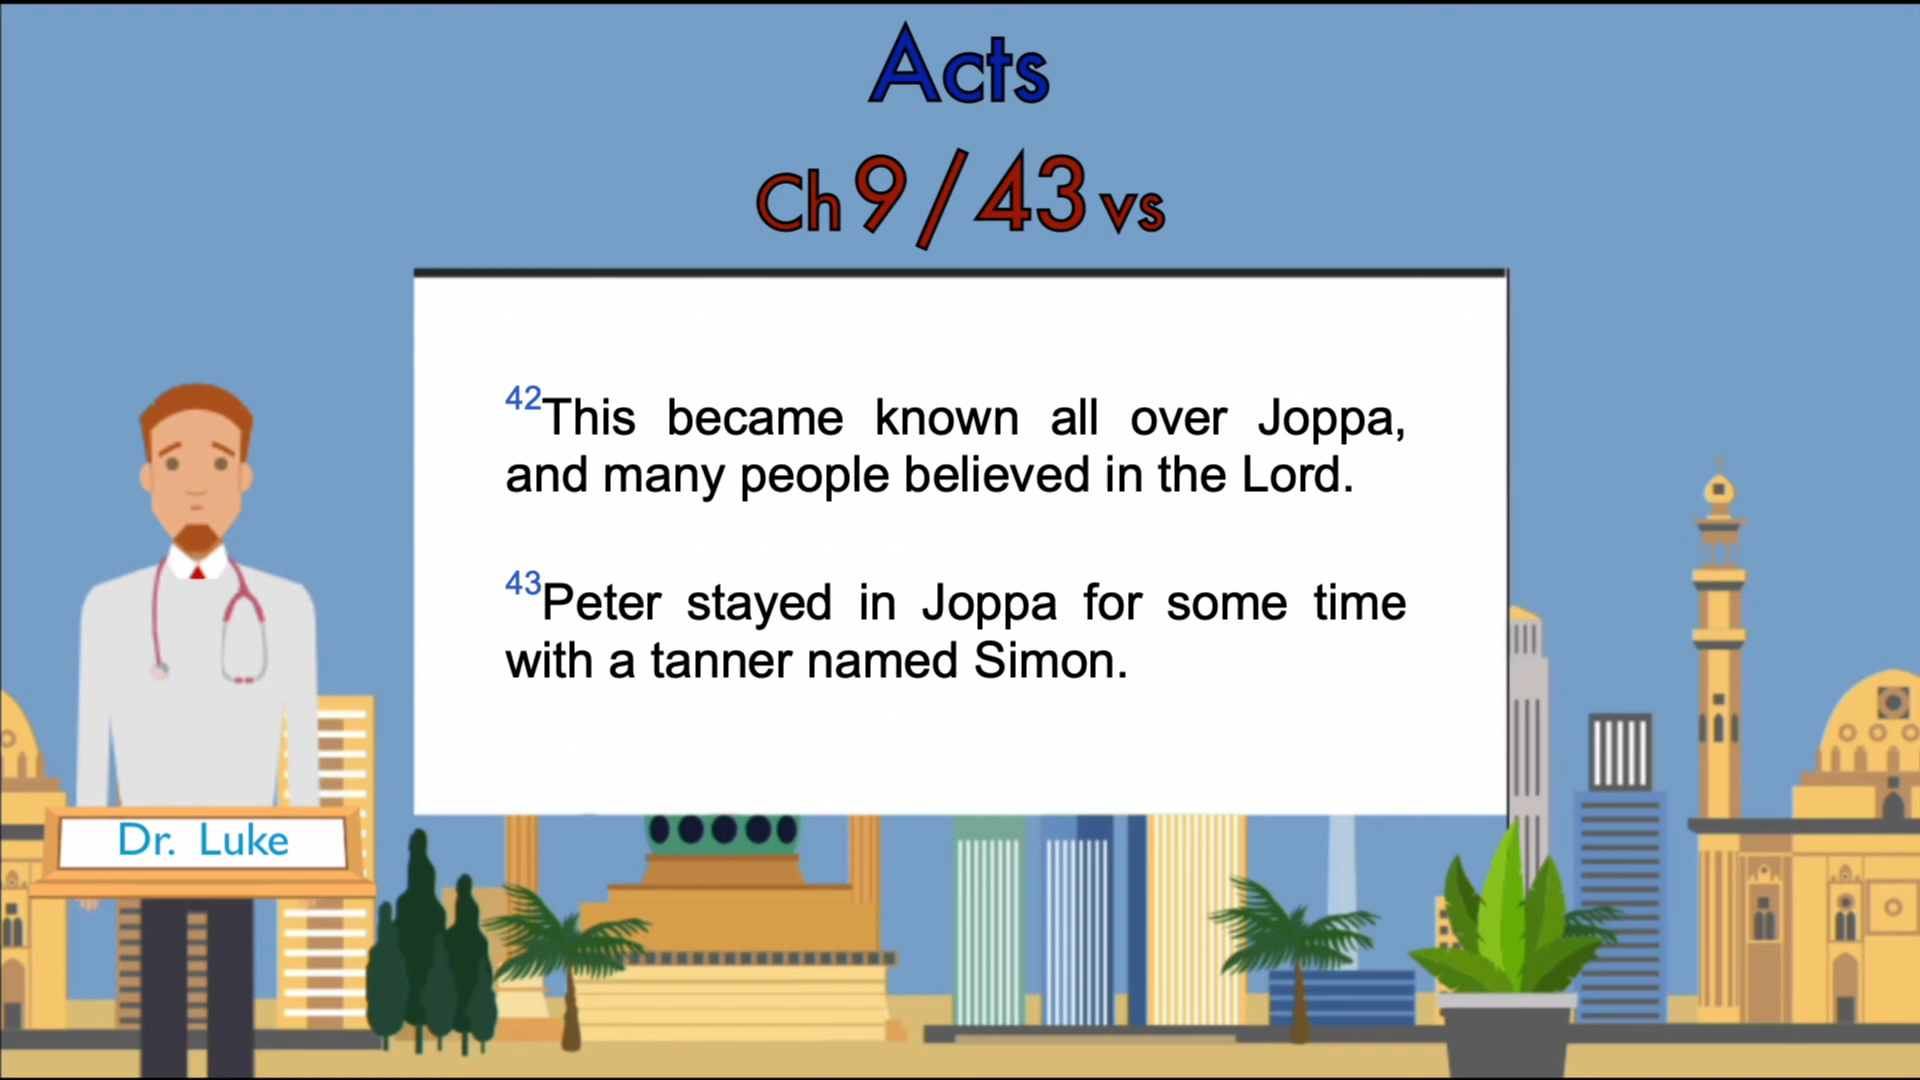 Acts
Ch 9/43 vs
42This became known all over Joppa,
and many people believed in the Lord.
43Peter stayed in Joppa for some time
with a tanner named Simon.
Dr. Luke